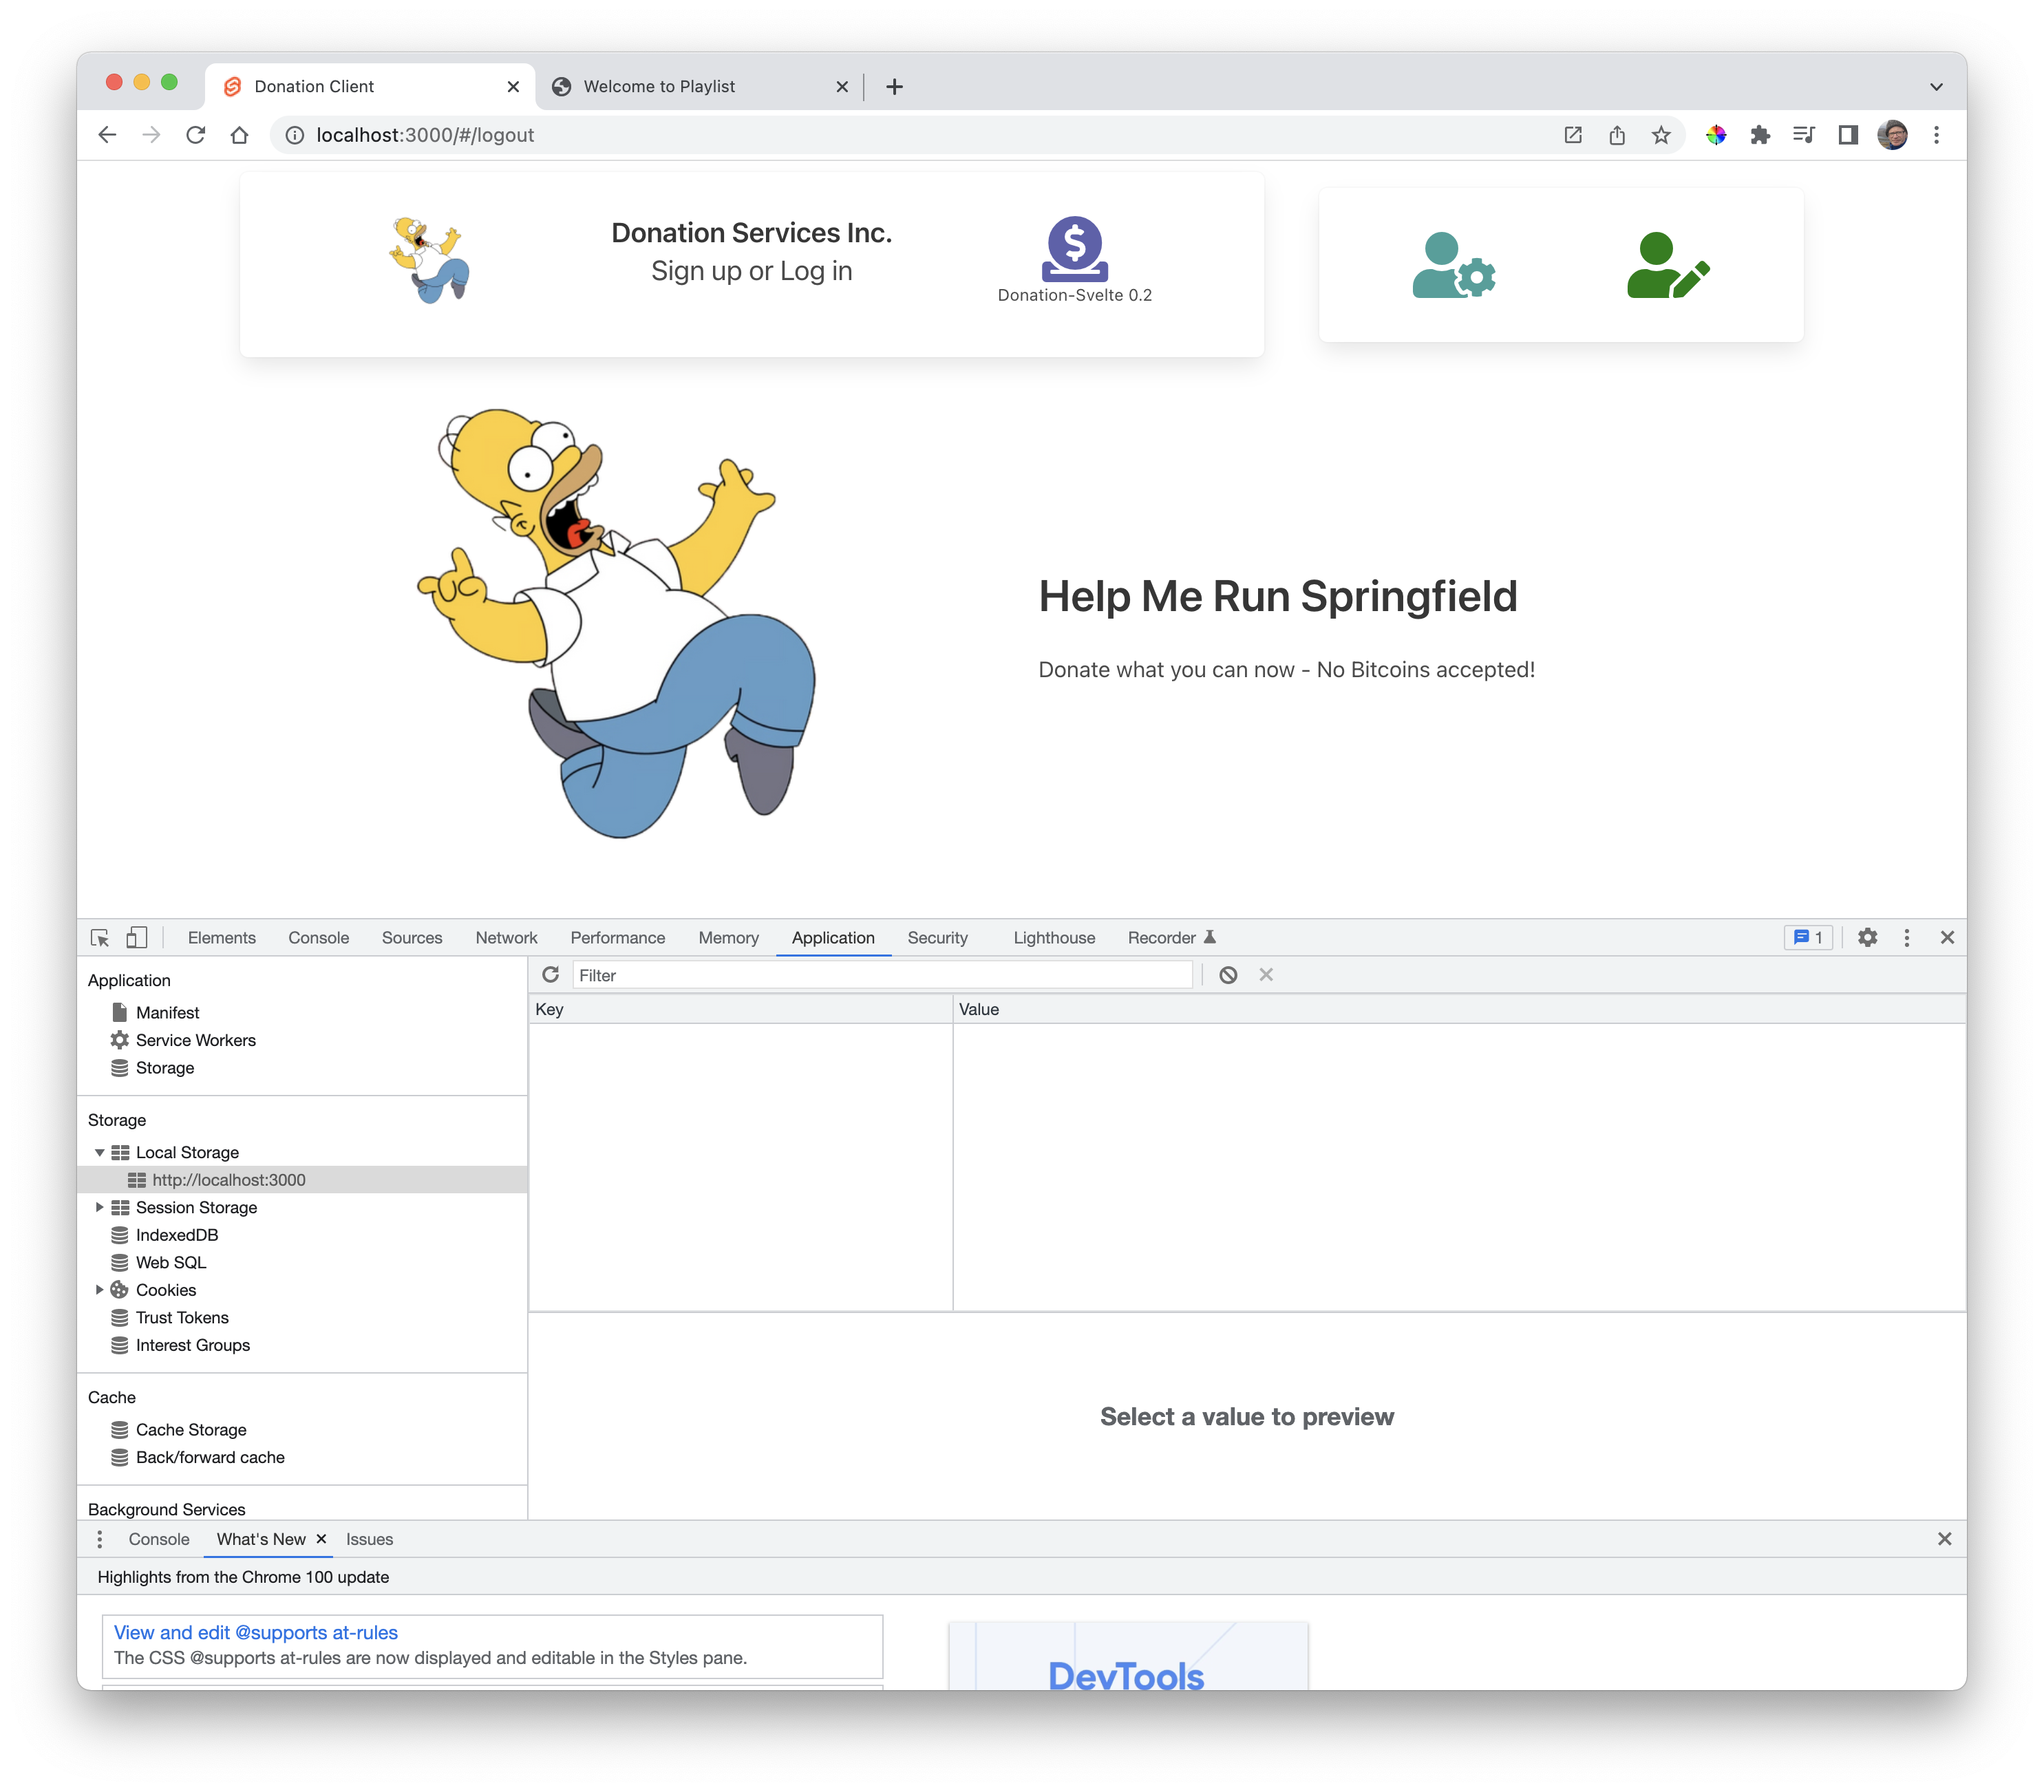 Donation Client
Welcome to Playlist
localhost:3000/#/logout
Donation Services Inc.
Sign up or Log in
Donation-Svelte 0.2
Help Me Run Springfield
Donate what you can now - No Bitcoins accepted!
Elements Console Sources Network Performance Memory Application Security Lighthouse Recorder 1
Application
Manifest
Service Workers
Storage
Storage
Local Storage
http://localhost:3000
Session Storage
IndexedDB
Web SQL
Cookies
Trust Tokens
Interest Groups
Cache
Cache Storage
Back/forward cache
Background Services
Filter
Key Value
Select a value to preview
Console What's New Issues
Highlights from the Chrome 100 update
View and edit @supports at-rules
The CSS @supports at-rules are now displayed and editable in the Styles pane.
DevTools